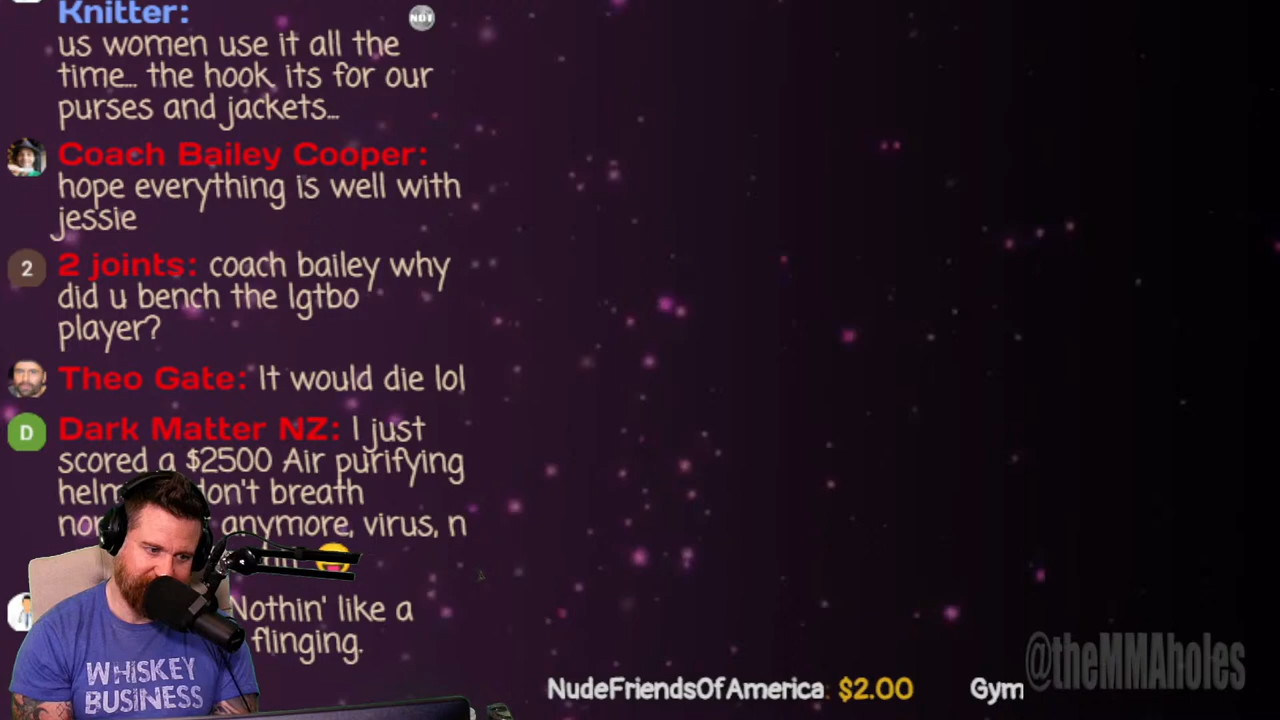 Knitter:
NDT
us women use it all the
time... the hook, its for our
purses and jackets...
Coach Bailey Cooper:
hope everything is well with
jessie
2
2 joints: coach bailey why
did u bench the lgtbo
player?
Theo Gate: It would die lol
D
Dark Matter NZ: I just
scored a $2500 Air purifying
don't breath
anymore, virus, n
Nothin' like a
flinging.
WHISKEY
BUSINESS
NudeFriendsOfAmerica: $2.00 Gym
@theMMAholes